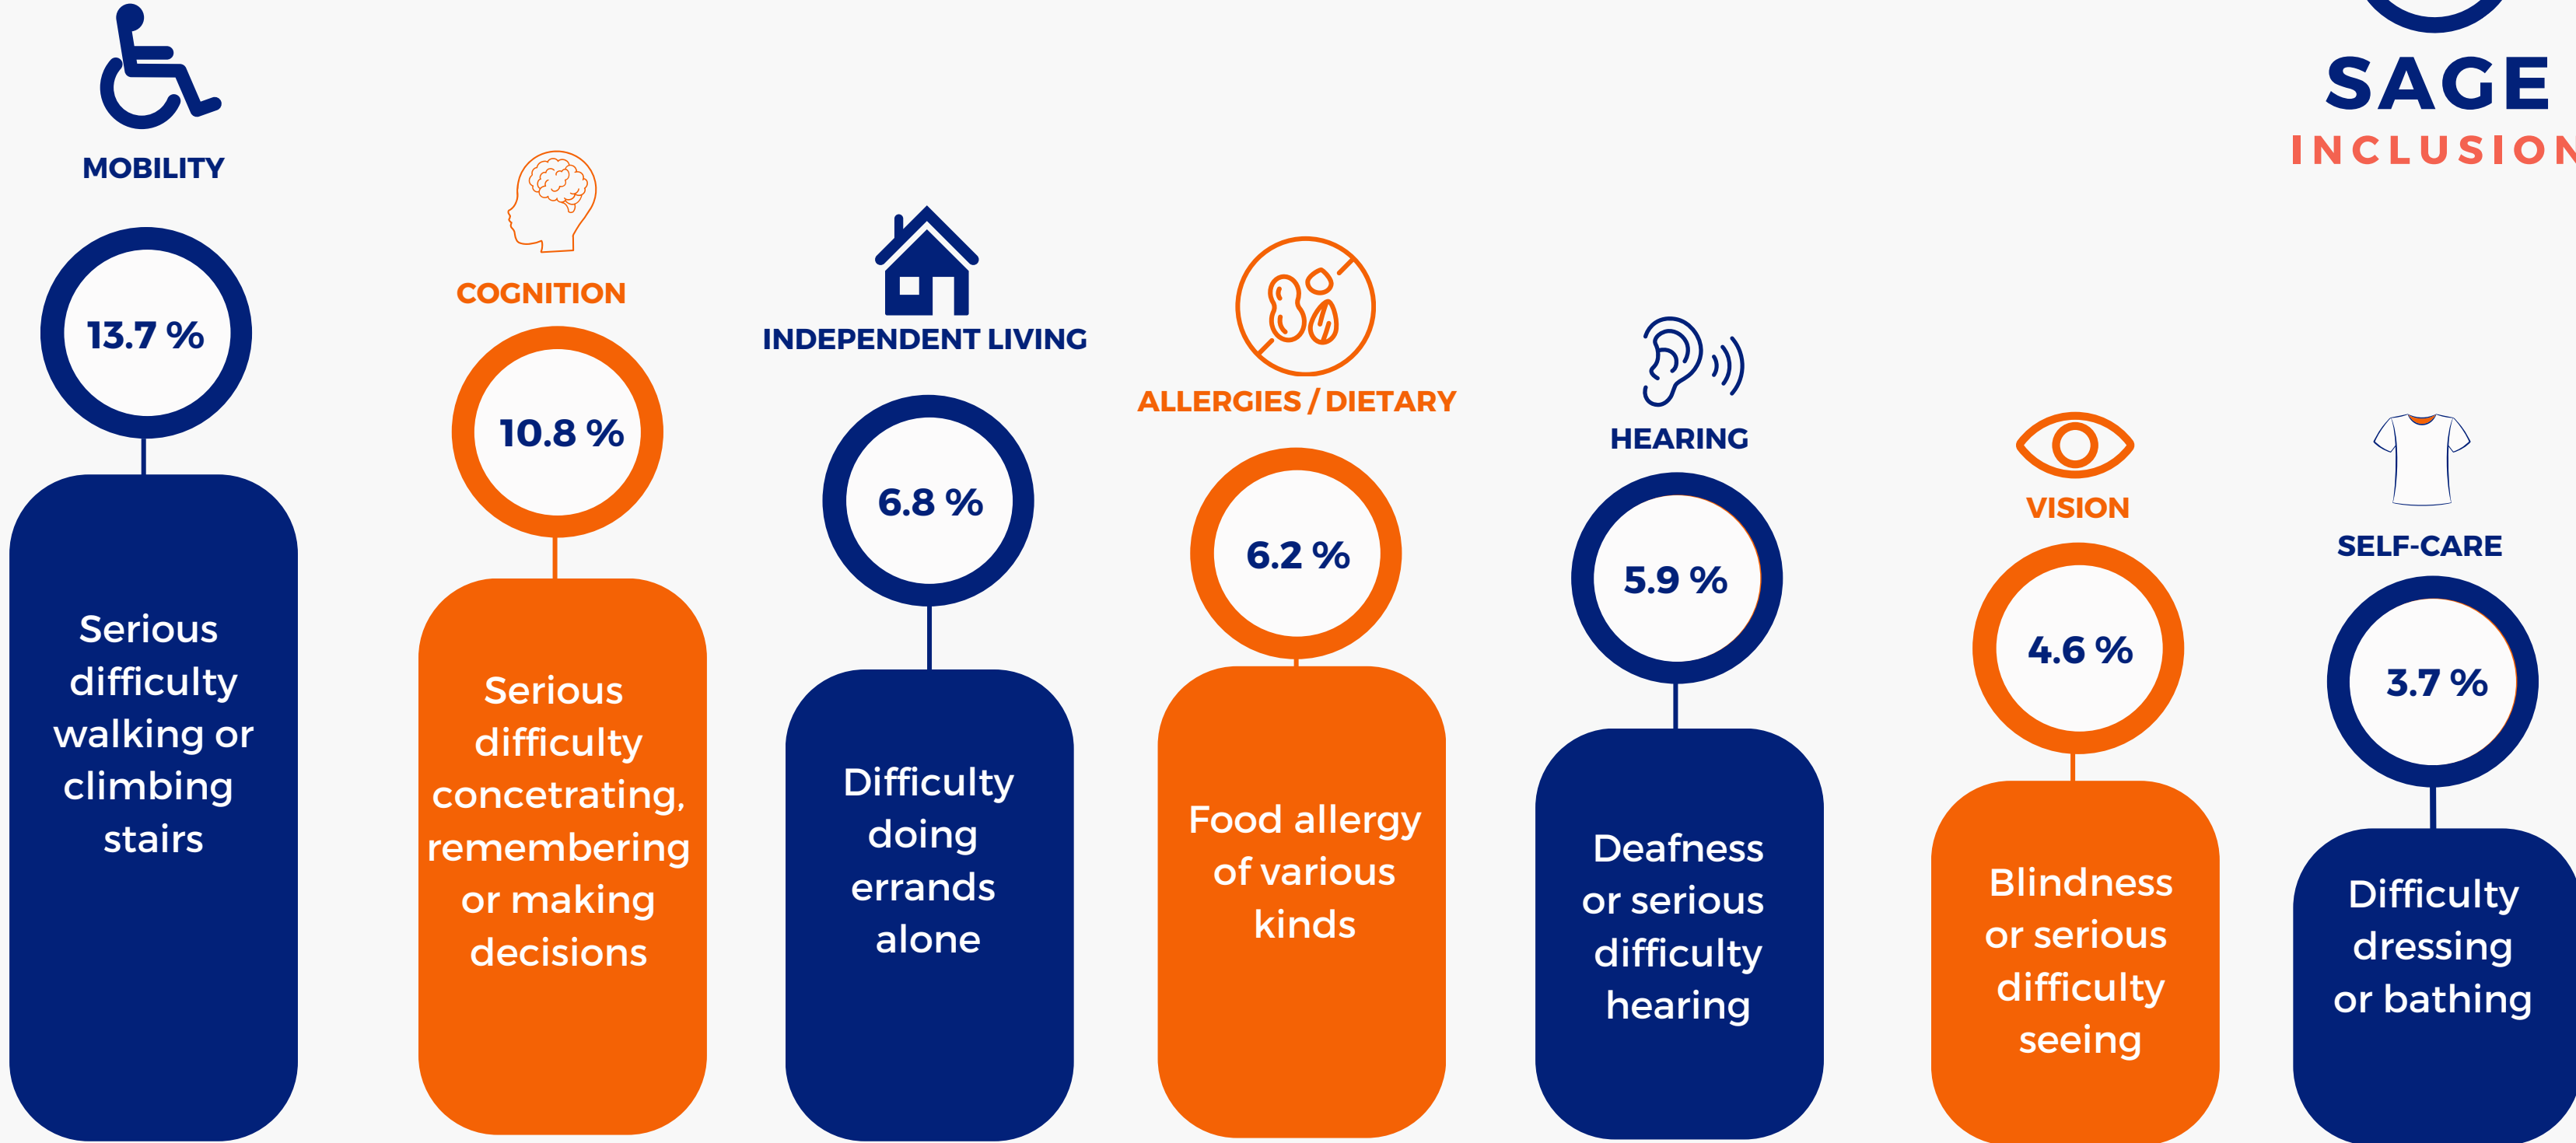 MOBILITY
13.7 %
Serious
difficulty
walking or
climbing
stairs
COGNITION
10.8 %
Serious
difficulty
concetrating,
remembering
or making
decisions
INDEPENDENT LIVING
6.8 %
Difficulty
doing
errands
alone
ALLERGIES / DIETARY
6.2 %
Food allergy
of various
kinds
HEARING
5.9 %
Deafness
or serious
difficulty
hearing
VISION
4.6 %
Blindness
or serious
difficulty
seeing
SAGE
INCLUSION
SELF-CARE
3.7 %
Difficulty
dressing
or bathing